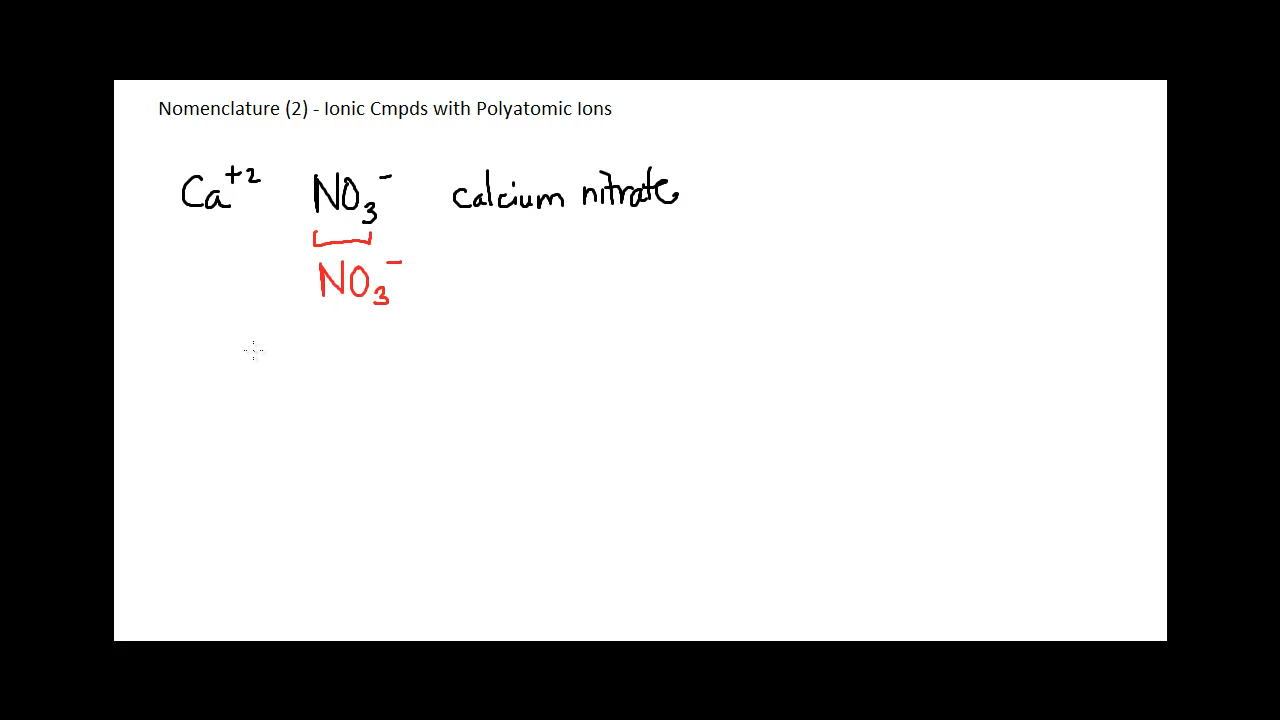 Nomenclature (2) - Ionic Cmpds with Polyatomic Ions
Ca⁺² NO₃⁻ calcium nitrate
NO₃⁻